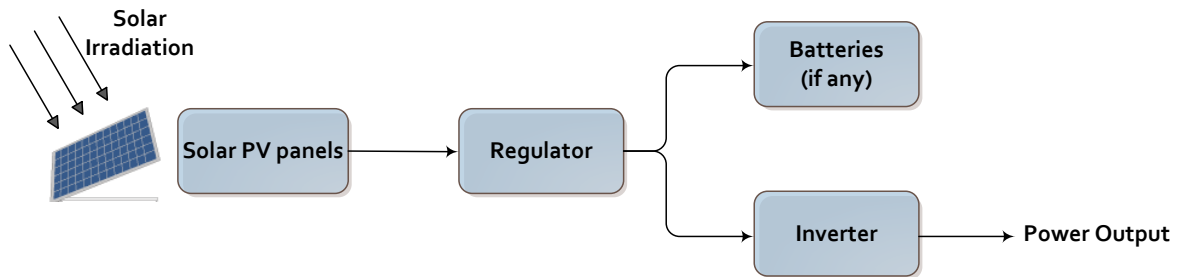 Solar
Irradiation
Solar PV panels
Regulator
Batteries
(if any)
Inverter
Power Output